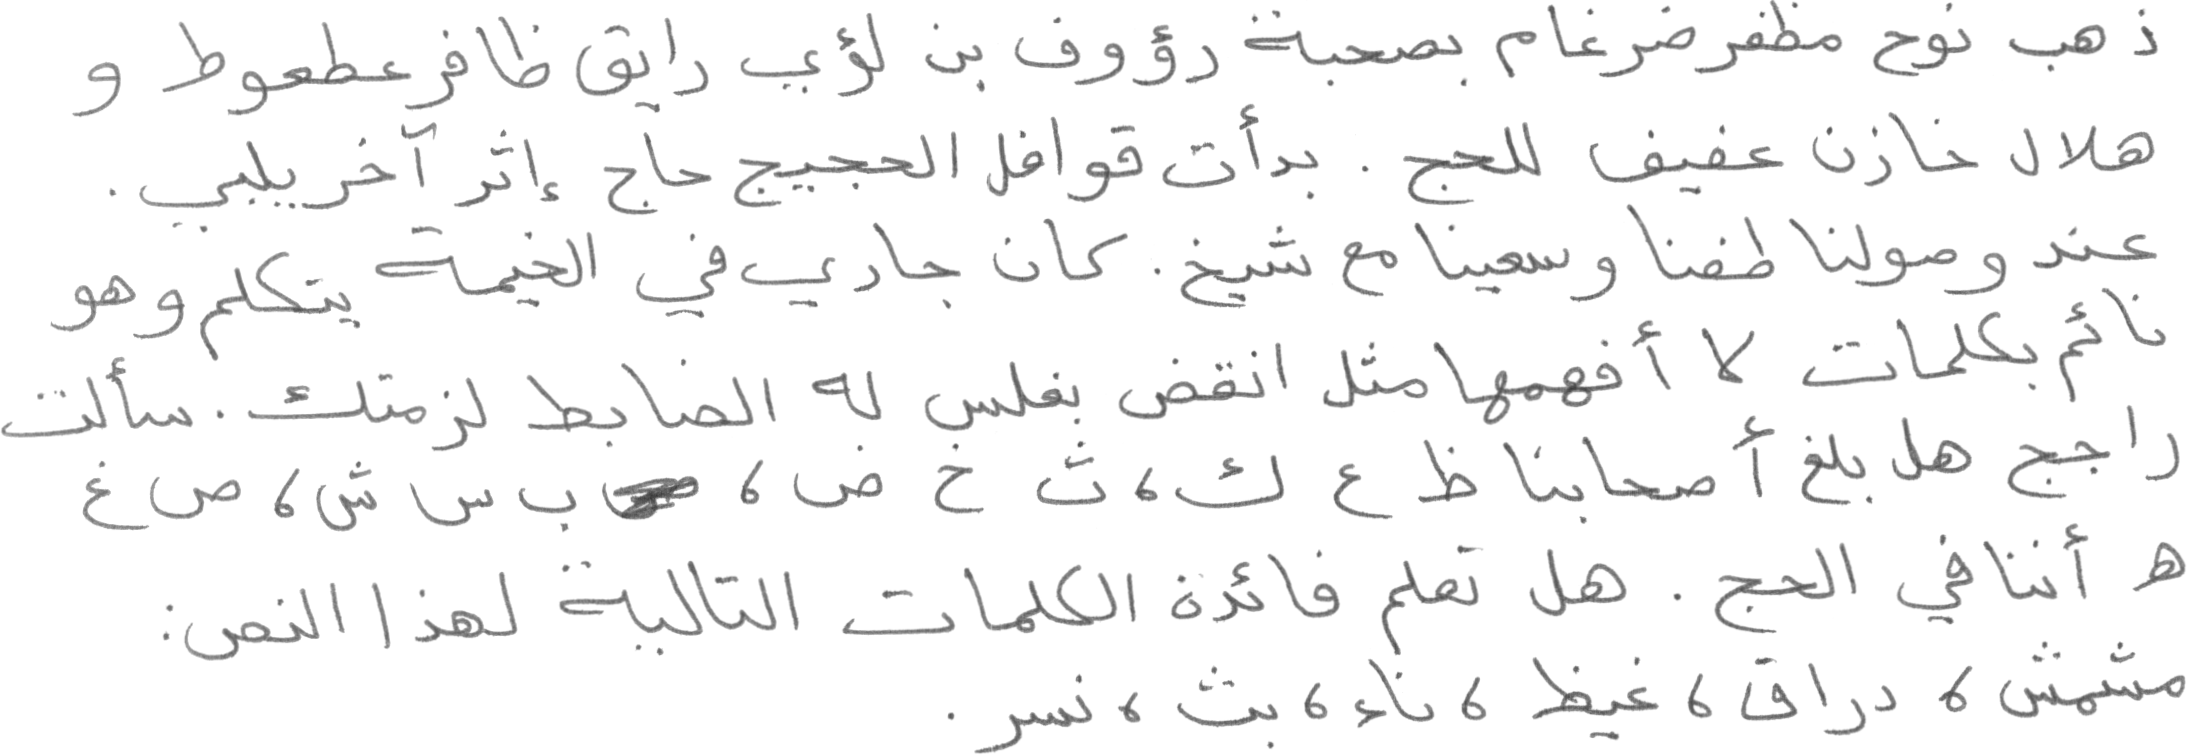 ذهب نوح مظفر ضرغام بصحبة رؤوف بن لؤي رايق ظافر عطعوط و
هلال خازن عفيف للحج . بدأت قوافل الحجيج حاج إثر آخر يلبي .
عند وصولنا طفنا وسعينا مع شيخ . كان جاري في الخيمة يتكلم وهو
نائم بكلمات لا أفهمها مثل انقض بغلس له الضابط لزمتك . سألت
راجح هل بلغ أصحابنا ظ ع ك ، ث خ ض ، ب س ش ، ص غ
ه أننا في الحج . هل تعلم فائدة الكلمات التالية لهذا النص :
مشمش ، دراق ، غيظ ، ناء ، بث ، نسر .